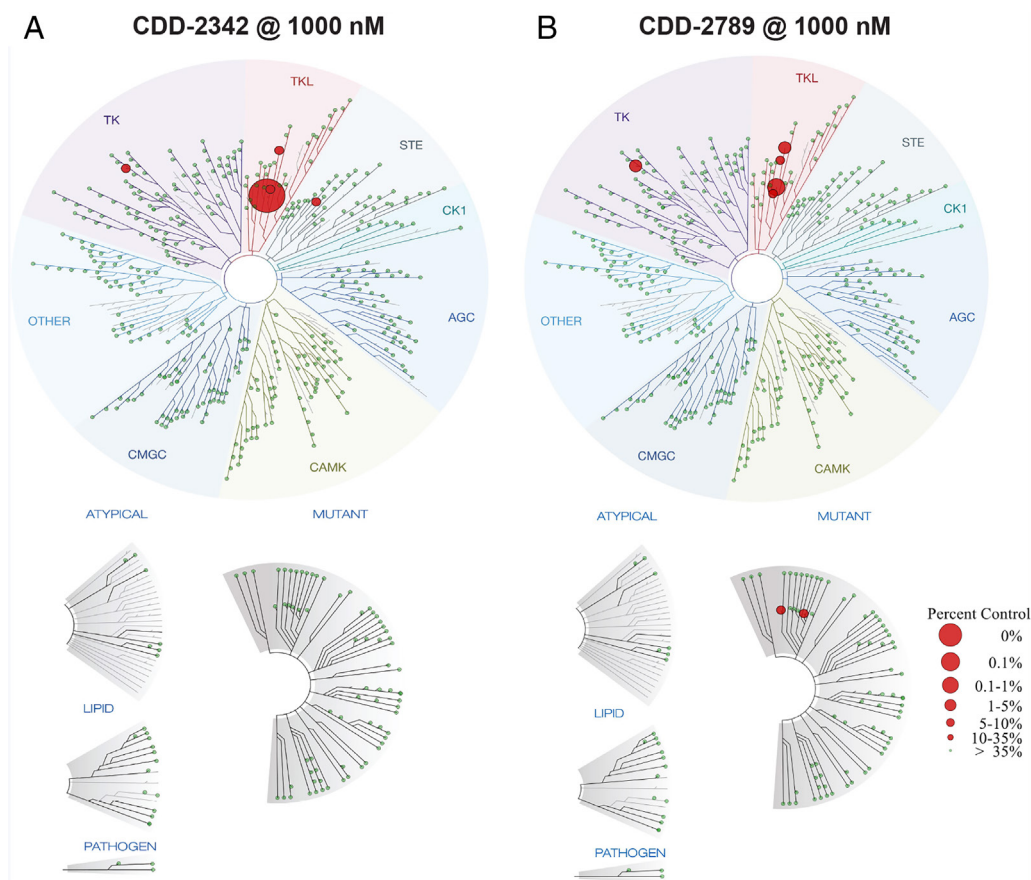 A
CDD-2342 @ 1000 nM
TKL
TK
STE
CK1
OTHER
AGC
CMGC
CAMK
ATYPICAL
MUTANT
LIPID
PATHOGEN
B
CDD-2789 @ 1000 nM
TKL
TK
STE
CK1
OTHER
AGC
CMGC
CAMK
ATYPICAL
MUTANT
LIPID
PATHOGEN
Percent Control
0%
0.1%
0.1-1%
1-5%
5-10%
10-35%
> 35%